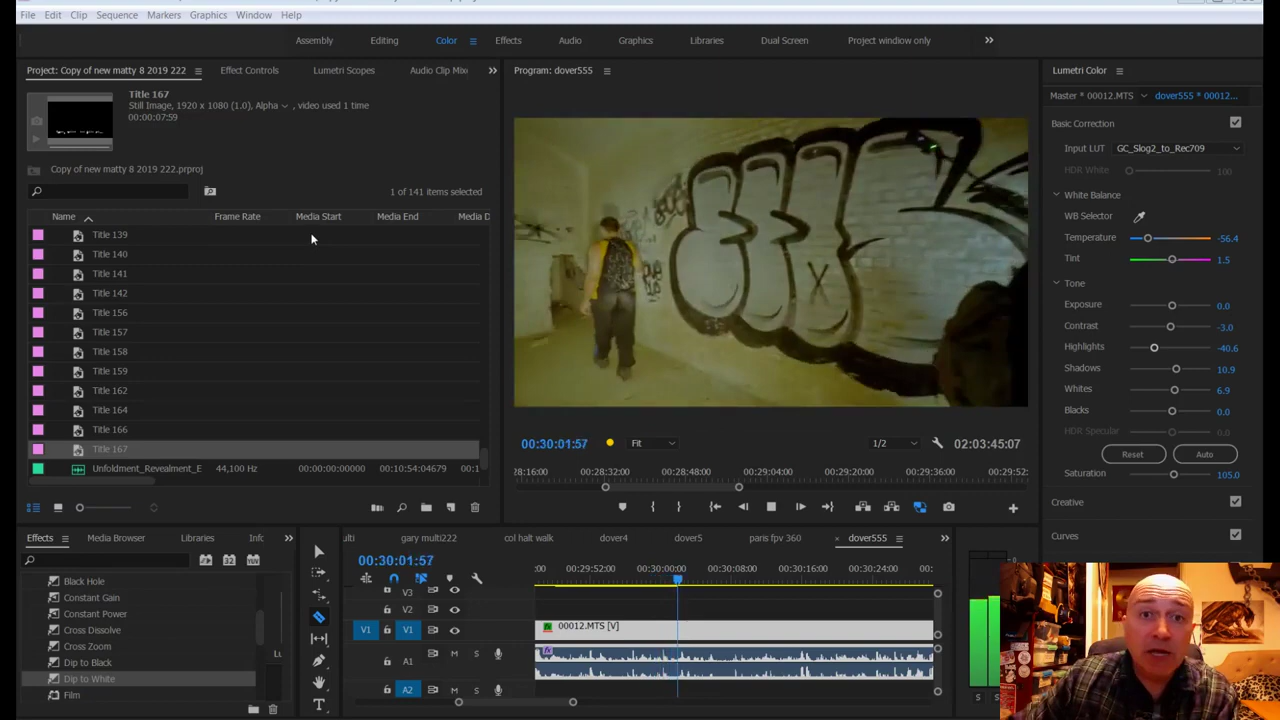 File Edit Clip Sequence Markers Graphics Window Help
Assembly Editing Color Effects Audio Graphics Libraries Dual Screen Project window only
Project: Copy of new matty 8 2019 222 Effect Controls Lumetri Scopes Audio Clip Mix
Title 167
Still Image, 1920 x 1080 (1.0), Alpha , video used 1 time
00:00:07:59
Copy of new matty 8 2019 222.prproj
1 of 141 items selected
Name Frame Rate Media Start Media End Media D
Title 139
Title 140
Title 141
Title 142
Title 156
Title 157
Title 158
Title 159
Title 162
Title 164
Title 166
Title 167
Unfoldment_Revealment_E 44,100 Hz 00:00:00:00000 00:10:54:04679 00:1
Program: dover555
00:30:01:57 Fit 1/2 02:03:45:07
:28:16:00 00:28:32:00 00:28:48:00 00:29:04:00 00:29:20:00 00:29:36:00 00:29:52:
Lumetri Color
Master * 00012.MTS dover555 * 00012...
Basic Correction
Input LUT GC_Slog2_to_Rec709
HDR White 100
White Balance
WB Selector
Temperature -56.4
Tint 1.5
Tone
Exposure 0.0
Contrast -3.0
Highlights -40.6
Shadows 10.9
Whites 6.9
Blacks 0.0
HDR Specular 0.0
Reset Auto
Saturation 105.0
Creative
Curves
Effects Media Browser Libraries Info
Black Hole
Constant Gain
Constant Power
Cross Dissolve
Cross Zoom
Dip to Black
Dip to White
Film
ulti gary multi222 col halt walk dover4 dover5 paris fpv 360 dover555
00:30:01:57
:00 00:29:52:00 00:30:00:00 00:30:08:00 00:30:16:00 00:30:24:00 00:
V3
V2
V1 V1 00012.MTS [V]
A1 M S
A2 M S
S S